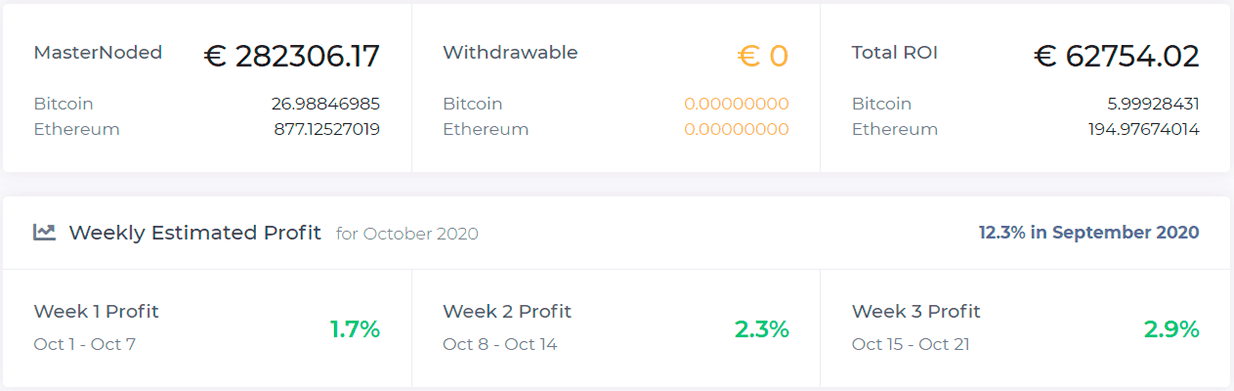 MasterNoded € 282306.17
Bitcoin 26.98846985
Ethereum 877.12527019
Withdrawable € 0
Bitcoin 0.00000000
Ethereum 0.00000000
Total ROI € 62754.02
Bitcoin 5.99928431
Ethereum 194.97674014
Weekly Estimated Profit for October 2020 12.3% in September 2020
Week 1 Profit
Oct 1 - Oct 7
1.7%
Week 2 Profit
Oct 8 - Oct 14
2.3%
Week 3 Profit
Oct 15 - Oct 21
2.9%